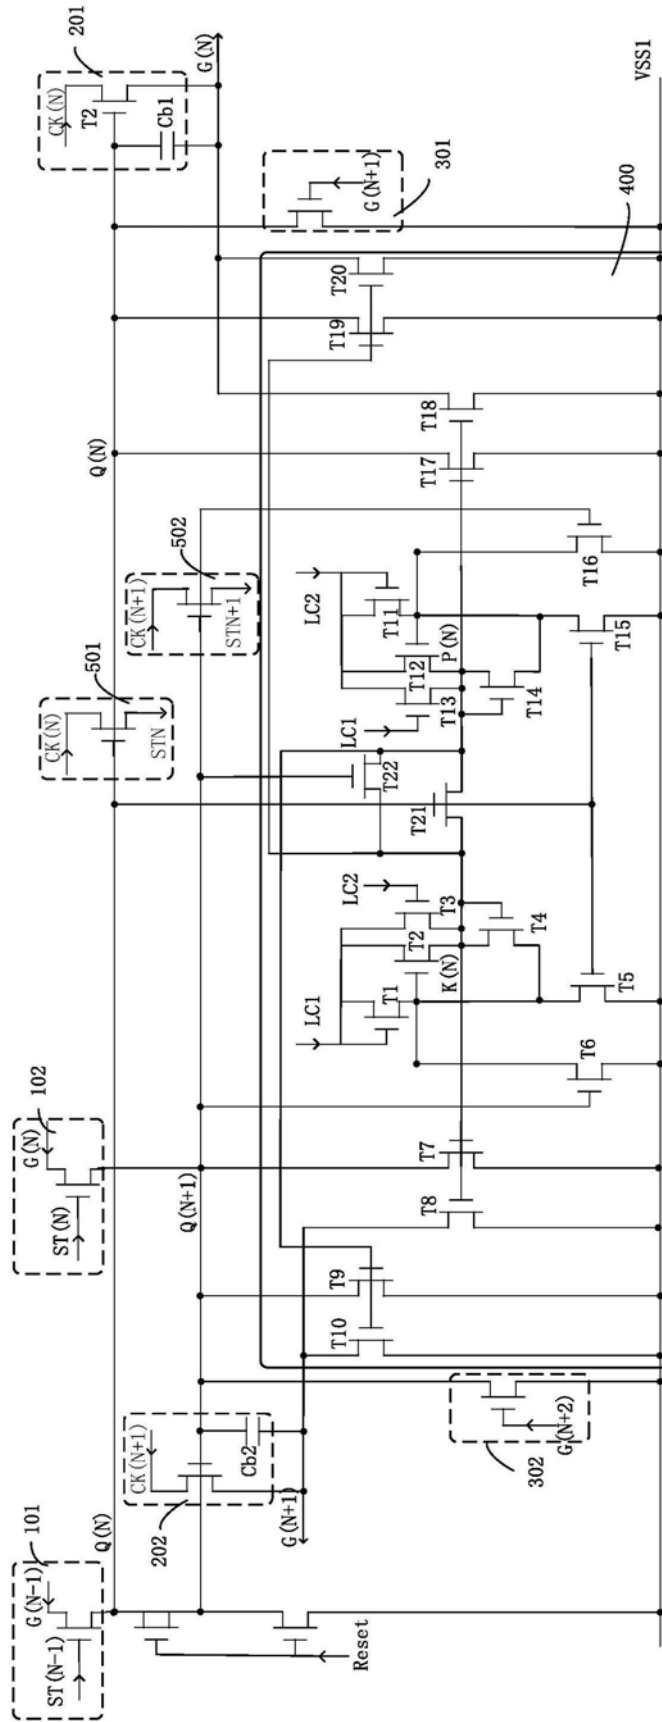 101
G(N-1)
ST(N-1)
Q(N)
Reset
202
CK(N+1)
Cb2
G(N+1)
302
G(N+2)
102
G(N)
ST(N)
Q(N+1)
T10
T9
T8
T7
T6
LC1
T1
T2
LC2
T3
K(N)
T4
T5
501
CK(N)
STN
502
CK(N+1)
STN+1
T22
T21
LC1
T13
T12
LC2
T11
P(N)
T14
T15
T16
Q(N)
T17
T18
T19
T20
400
301
G(N+1)
201
CK(N)
T2
Cb1
G(N)
VSS1